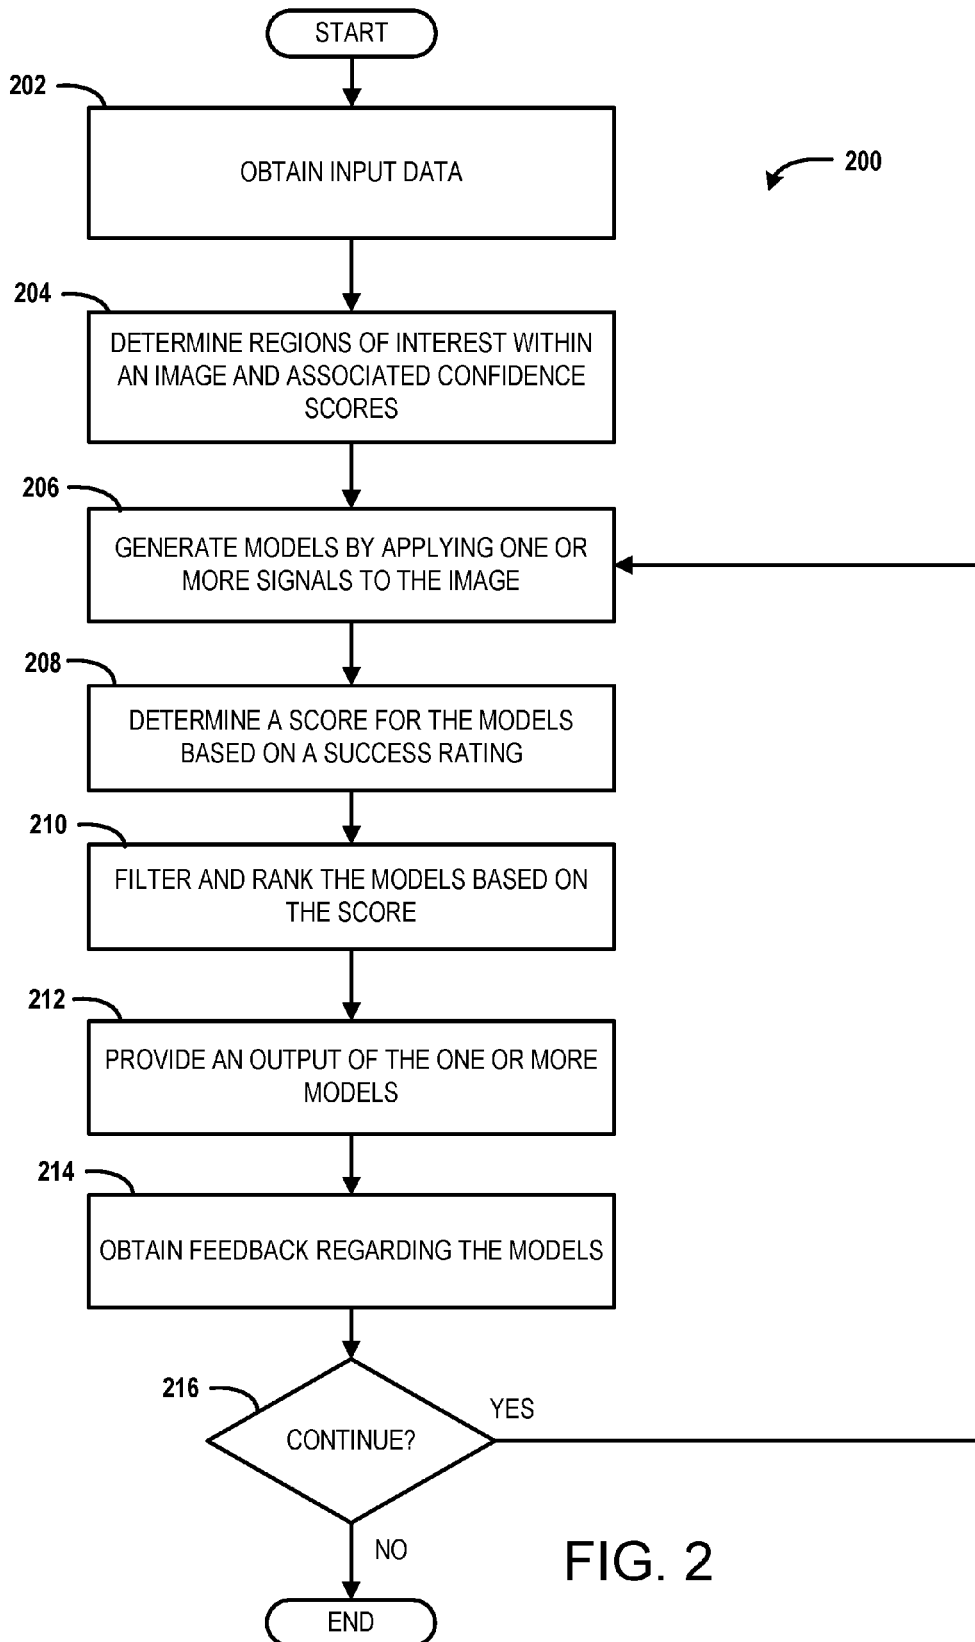 START
202
OBTAIN INPUT DATA
200
204
DETERMINE REGIONS OF INTEREST WITHIN
AN IMAGE AND ASSOCIATED CONFIDENCE
SCORES
206
GENERATE MODELS BY APPLYING ONE OR
MORE SIGNALS TO THE IMAGE
208
DETERMINE A SCORE FOR THE MODELS
BASED ON A SUCCESS RATING
210
FILTER AND RANK THE MODELS BASED ON
THE SCORE
212
PROVIDE AN OUTPUT OF THE ONE OR MORE
MODELS
214
OBTAIN FEEDBACK REGARDING THE MODELS
216
CONTINUE?
YES
NO
END
FIG. 2